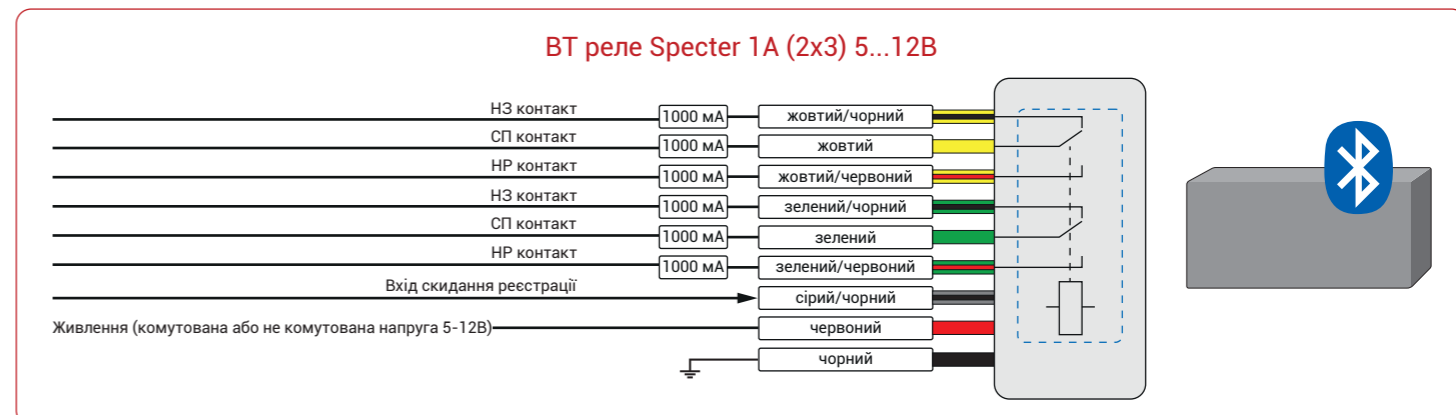 ВТ реле Specter 1А (2х3) 5...12В
НЗ контакт 1000 мА жовтий/чорний
СП контакт 1000 мА жовтий
НР контакт 1000 мА жовтий/червоний
НЗ контакт 1000 мА зелений/чорний
СП контакт 1000 мА зелений
НР контакт 1000 мА зелений/червоний
Вхід скидання реєстрації сірий/чорний
Живлення (комутована або не комутована напруга 5-12В) червоний
чорний